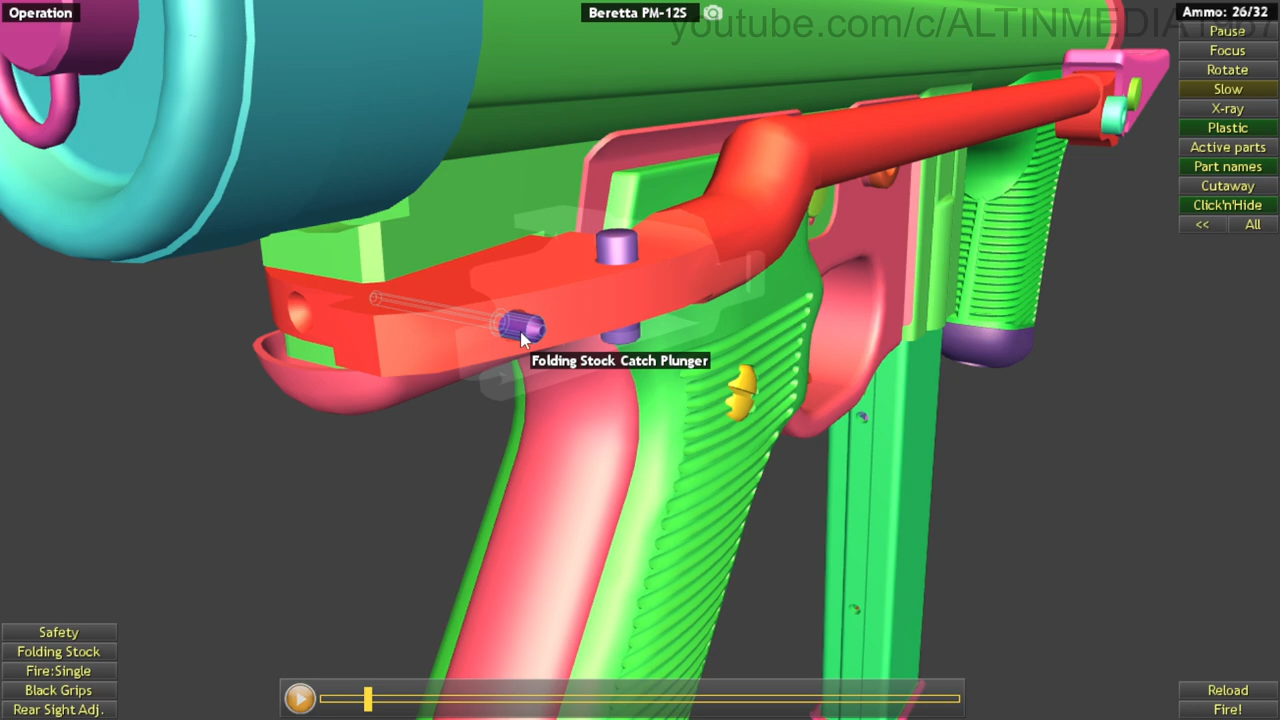 Operation
Beretta PM-12S
youtube.com/c/ALTINMEDIA1987
Ammo: 26/32
Pause
Focus
Rotate
Slow
X-ray
Plastic
Active parts
Part names
Cutaway
Click'n'Hide
<< All
Folding Stock Catch Plunger
Safety
Folding Stock
Fire:Single
Black Grips
Rear Sight Adj.
Reload
Fire!